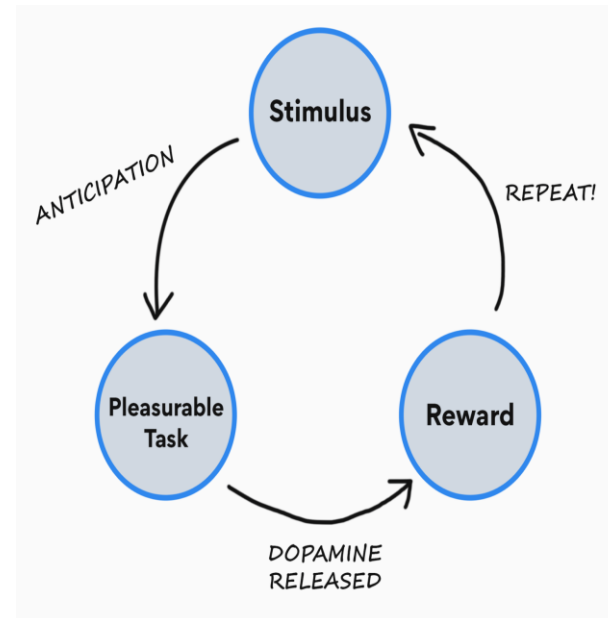 Stimulus
ANTICIPATION
REPEAT!
Pleasurable
Task
Reward
DOPAMINE
RELEASED